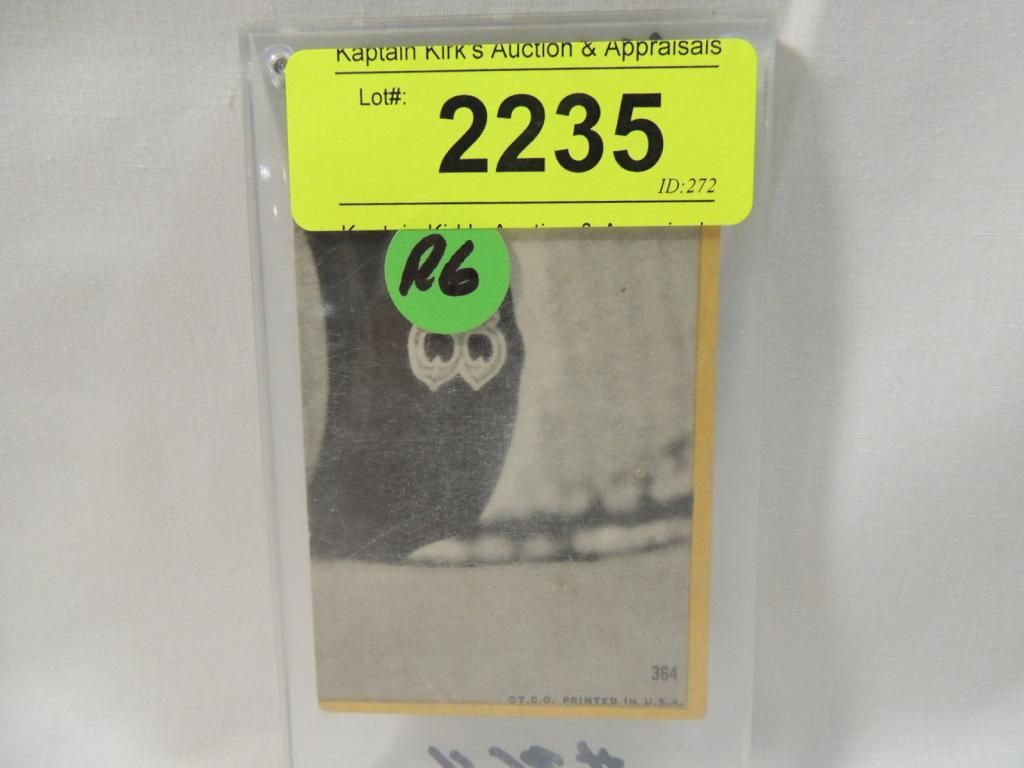 Kaptain Kirk's Auction & Appraisals
Lot#:
2235
ID:272
R6
364
©T.C.G. PRINTED IN U.S.A.